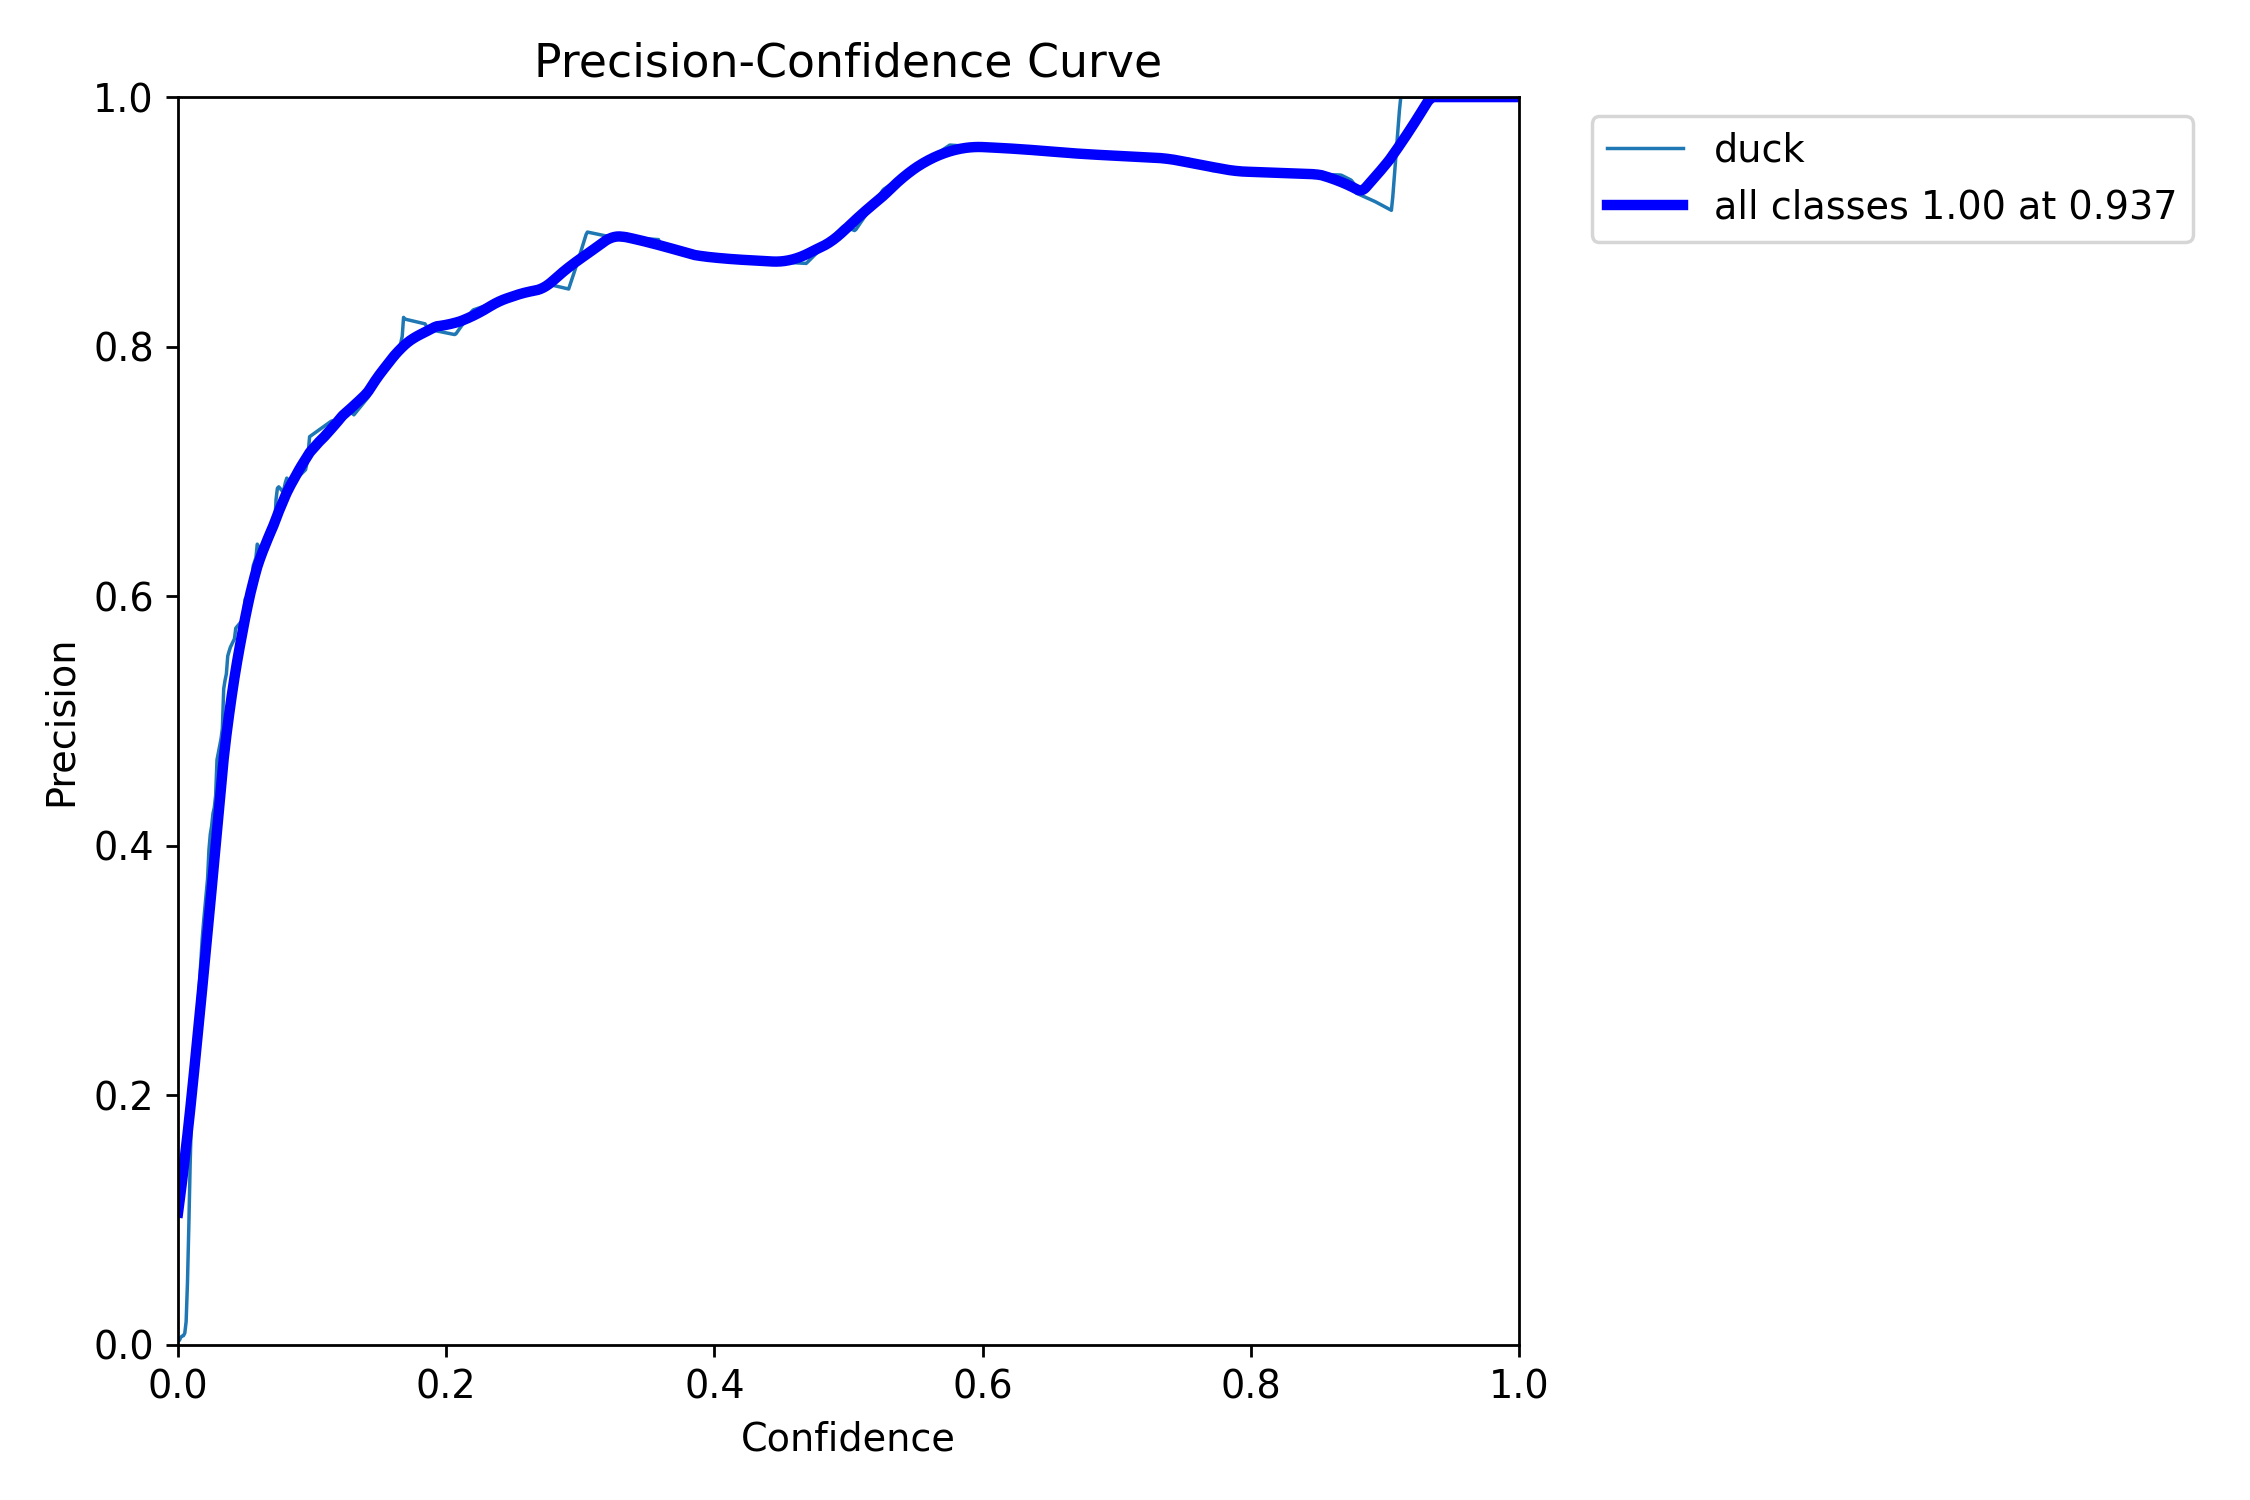 Precision-Confidence Curve
1.0
0.8
0.6
0.4
0.2
0.0
Precision
0.0 0.2 0.4 0.6 0.8 1.0
Confidence
duck
all classes 1.00 at 0.937